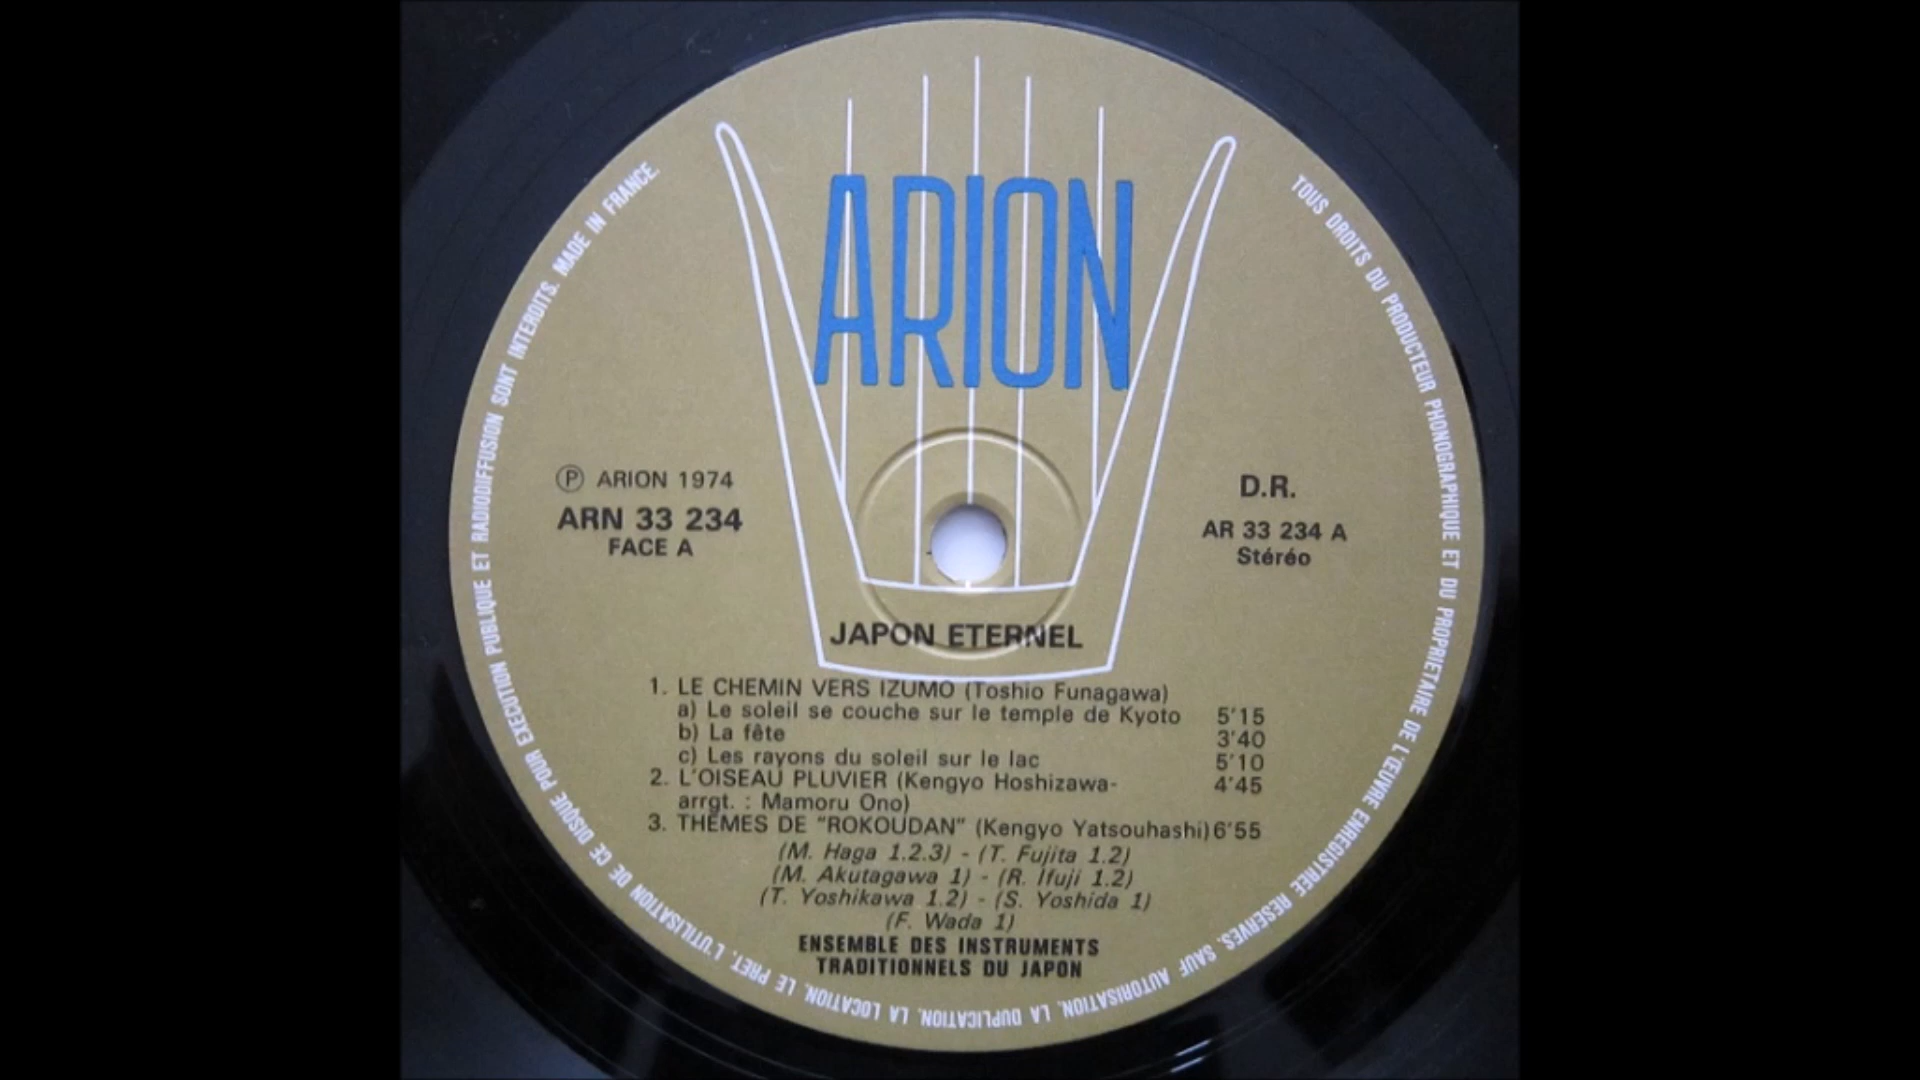 ARION
Ⓟ ARION 1974
ARN 33 234
FACE A
D.R.
AR 33 234 A
Stéréo
JAPON ETERNEL
1. LE CHEMIN VERS IZUMO (Toshio Funagawa)
a) Le soleil se couche sur le temple de Kyoto 5'15
b) La fête 3'40
c) Les rayons du soleil sur le lac 5'10
2. L'OISEAU PLUVIER (Kengyo Hoshizawa- 4'45
arrgt. : Mamoru Ono)
3. THÊMES DE "ROKOUDAN" (Kengyo Yatsouhashi) 6'55
(M. Haga 1.2.3) - (T. Fujita 1.2)
(M. Akutagawa 1) - (R. Ifuji 1.2)
(T. Yoshikawa 1.2) - (S. Yoshida 1)
(F. Wada 1)
ENSEMBLE DES INSTRUMENTS
TRADITIONNELS DU JAPON
TOUS DROITS DU PRODUCTEUR PHONOGRAPHIQUE ET DU PROPRIETAIRE DE L'ŒUVRE ENREGISTREE RESERVES. SAUF AUTORISATION, LA DUPLICATION, LA LOCATION, LE PRET, L'UTILISATION DE CE DISQUE POUR EXECUTION PUBLIQUE ET RADIODIFFUSION SONT INTERDITS. MADE IN FRANCE.